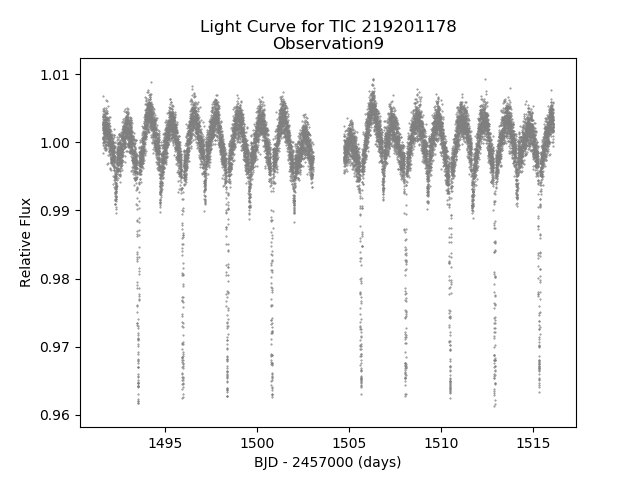 Light Curve for TIC 219201178
Observation9
1.01
1.00
0.99
0.98
0.97
0.96
Relative Flux
1495
1500
1505
1510
1515
BJD - 2457000 (days)